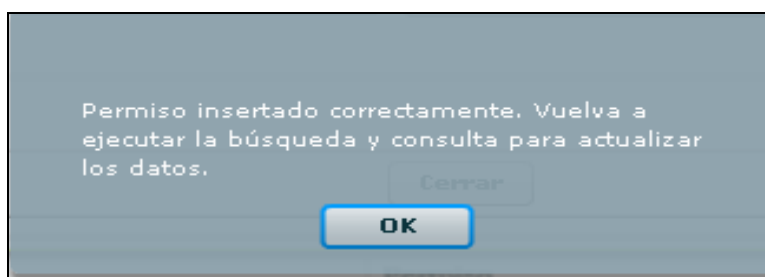 Permiso insertado correctamente. Vuelva a
ejecutar la búsqueda y consulta para actualizar
los datos.
Cerrar
OK